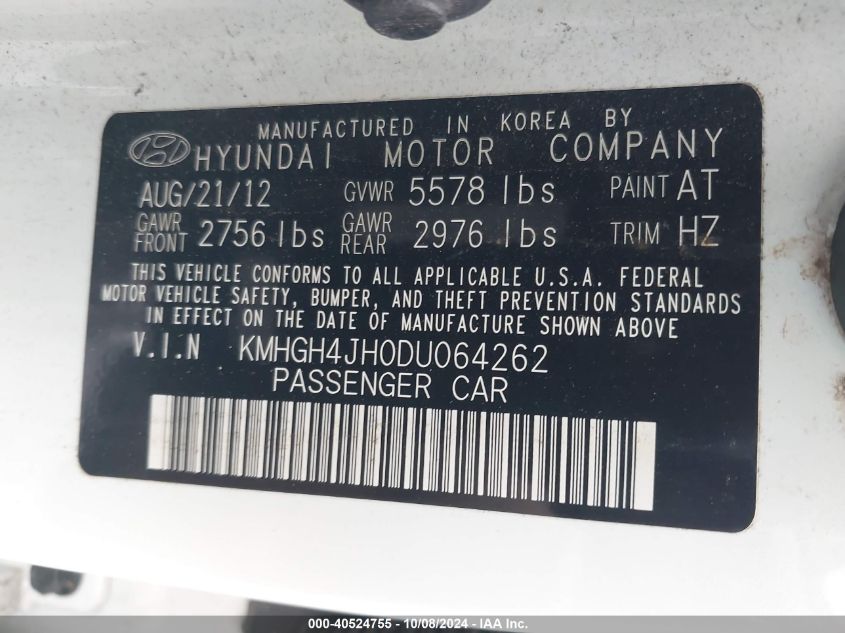 MANUFACTURED IN KOREA BY
HYUNDAI MOTOR COMPANY
AUG/21/12 GVWR 5578 lbs PAINT AT
GAWR FRONT 2756 lbs GAWR REAR 2976 lbs TRIM HZ
THIS VEHICLE CONFORMS TO ALL APPLICABLE U.S.A. FEDERAL
MOTOR VEHICLE SAFETY, BUMPER, AND THEFT PREVENTION STANDARDS
IN EFFECT ON THE DATE OF MANUFACTURE SHOWN ABOVE
V.I.N KMHGH4JH0DU064262
PASSENGER CAR
000-40524755 - 10/08/2024 - IAA Inc.